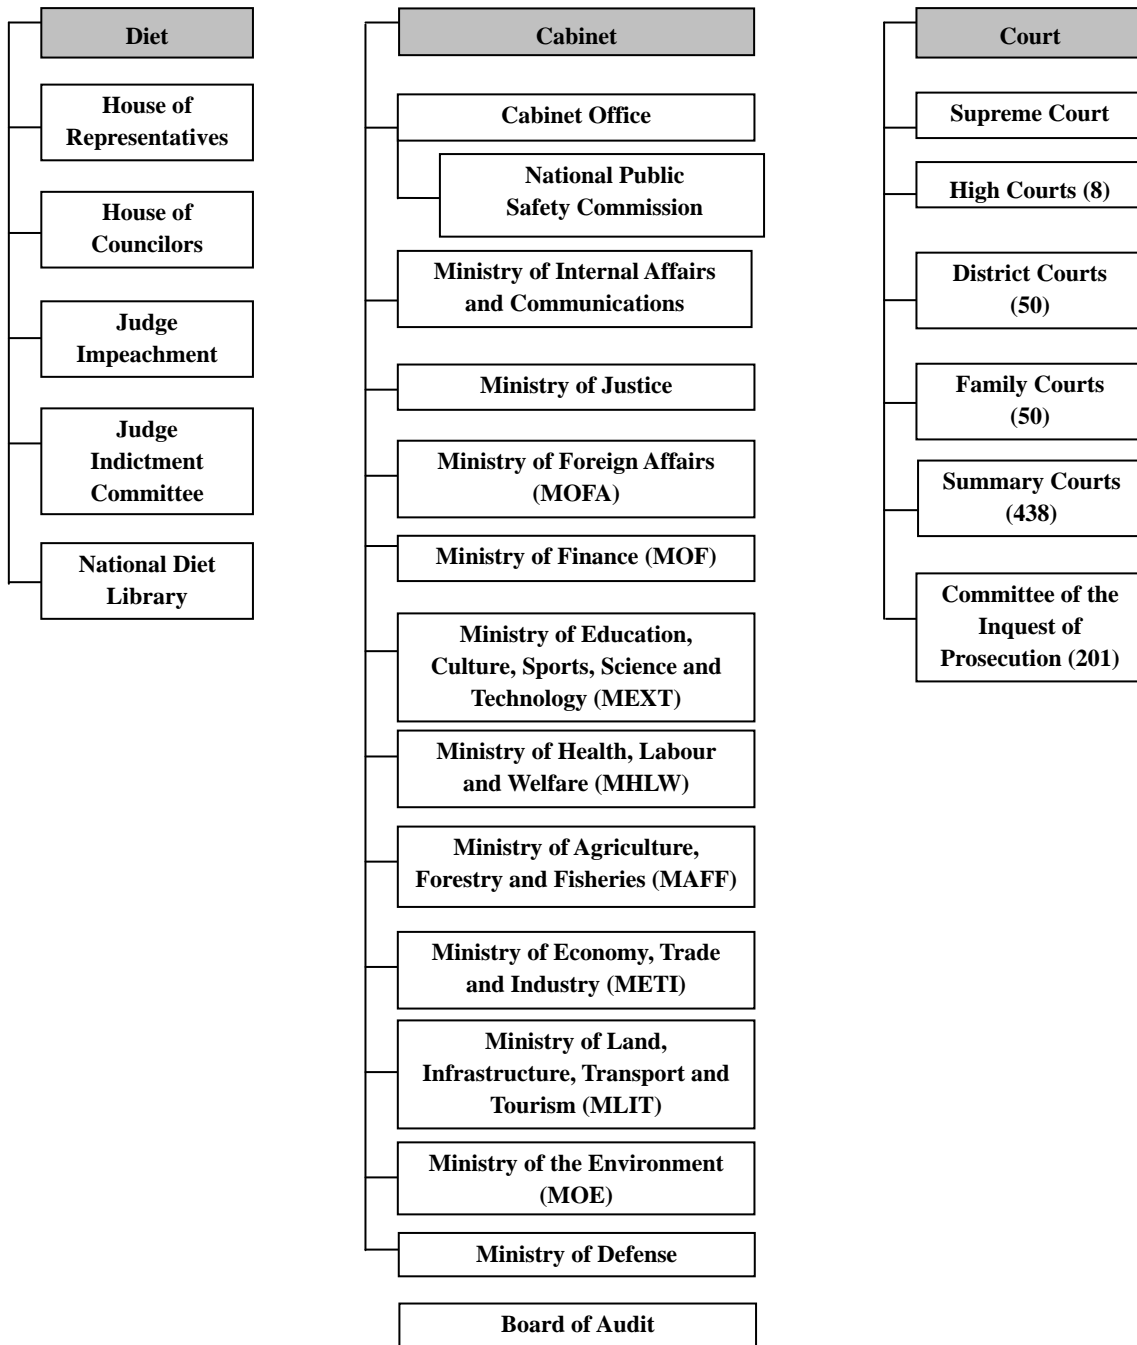 Diet
House of
Representatives
House of
Councilors
Judge
Impeachment
Judge
Indictment
Committee
National Diet
Library
Cabinet
Cabinet Office
National Public
Safety Commission
Ministry of Internal Affairs
and Communications
Ministry of Justice
Ministry of Foreign Affairs
(MOFA)
Ministry of Finance (MOF)
Ministry of Education,
Culture, Sports, Science and
Technology (MEXT)
Ministry of Health, Labour
and Welfare (MHLW)
Ministry of Agriculture,
Forestry and Fisheries (MAFF)
Ministry of Economy, Trade
and Industry (METI)
Ministry of Land,
Infrastructure, Transport and
Tourism (MLIT)
Ministry of the Environment
(MOE)
Ministry of Defense
Board of Audit
Court
Supreme Court
High Courts (8)
District Courts
(50)
Family Courts
(50)
Summary Courts
(438)
Committee of the
Inquest of
Prosecution (201)